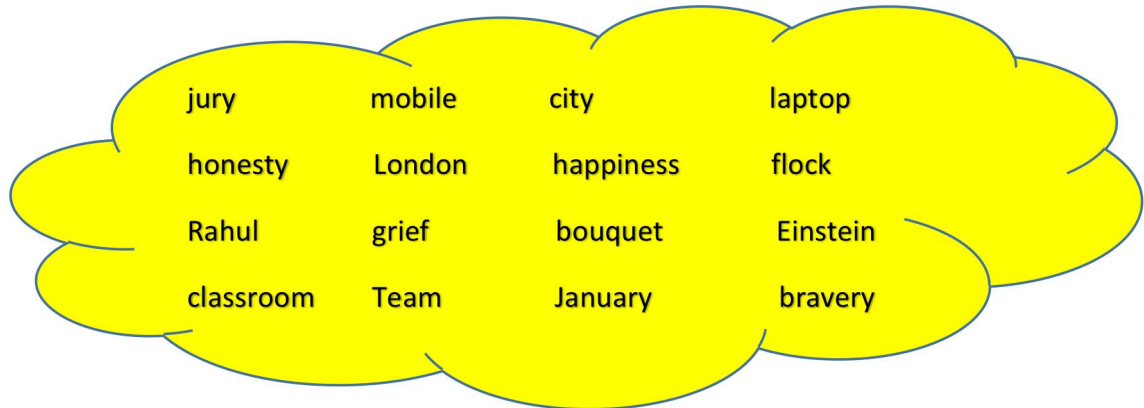 jury mobile city laptop
honesty London happiness flock
Rahul grief bouquet Einstein
classroom Team January bravery